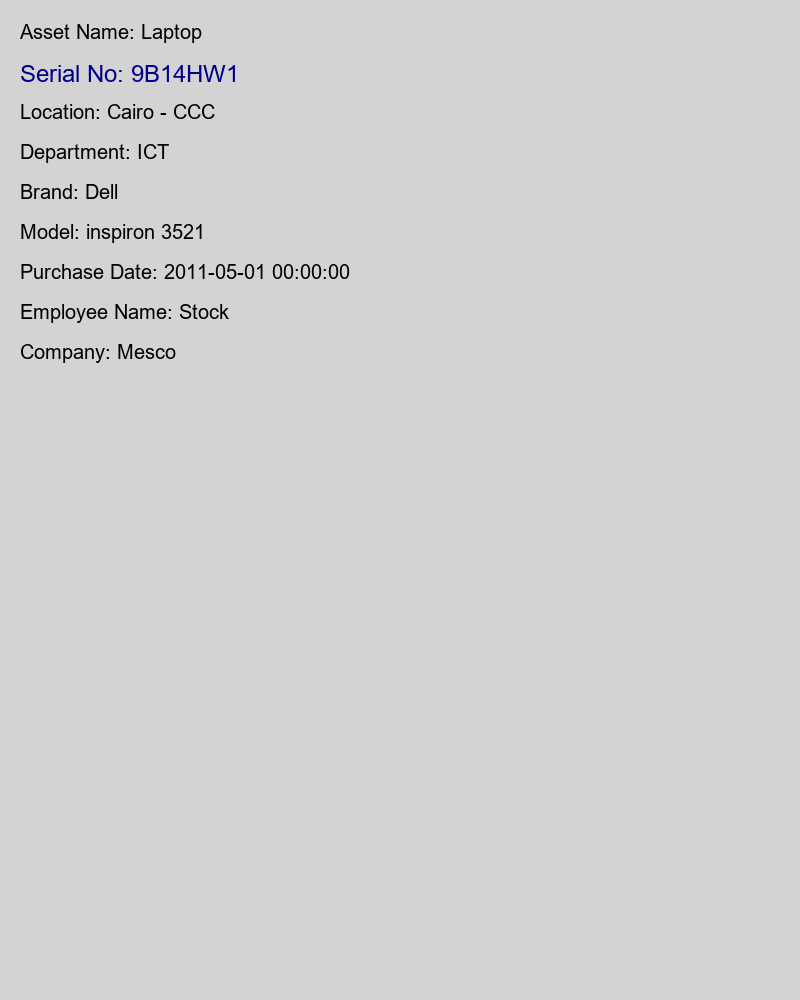 Asset Name: Laptop
Serial No: 9B14HW1
Location: Cairo - CCC
Department: ICT
Brand: Dell
Model: inspiron 3521
Purchase Date: 2011-05-01 00:00:00
Employee Name: Stock
Company: Mesco